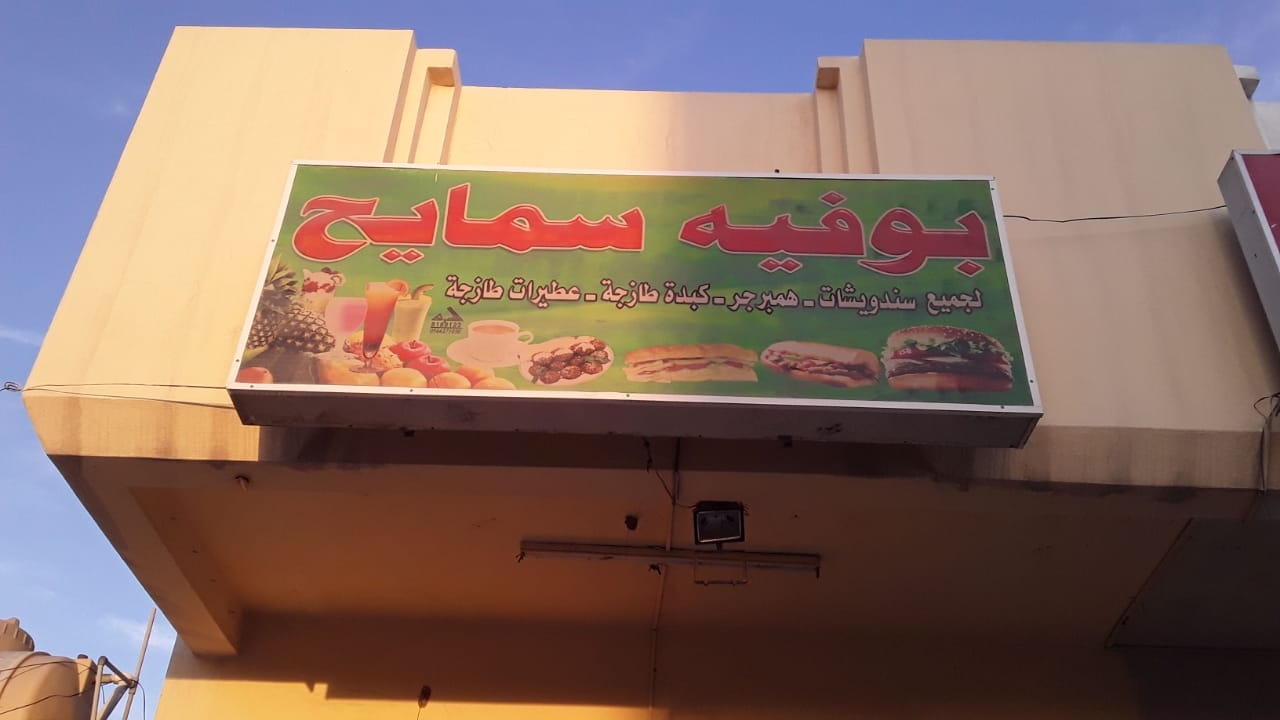 بوفيه سمايح
لجميع سندويشات - همبرجر - كبدة طازجة - عطيرات طازجة